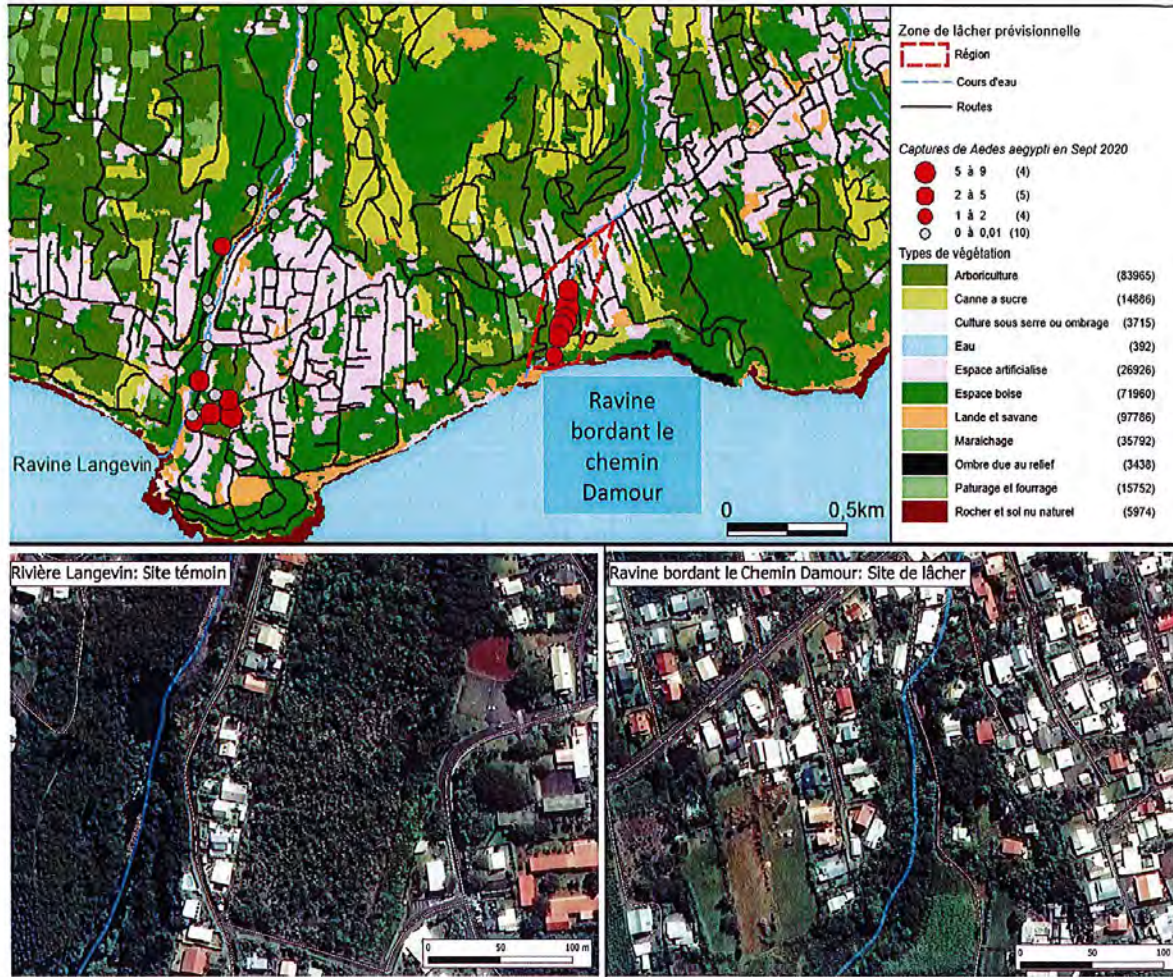 Zone de lâcher prévisionnelle
Région
Cours d'eau
Routes
Captures de Aedes aegypti en Sept 2020
5 à 9 (4)
2 à 5 (5)
1 à 2 (4)
0 à 0,01 (10)
Types de végétation
Arboriculture (83965)
Canne a sucre (14886)
Culture sous serre ou ombrage (3715)
Eau (392)
Espace artificialise (26926)
Espace boise (71960)
Lande et savane (97786)
Maraichage (35792)
Ombre due au relief (3438)
Paturage et fourrage (15752)
Rocher et sol nu naturel (5974)
Ravine Langevin
Ravine
bordant le
chemin
Damour
0 0,5km
Rivière Langevin: Site témoin
0 50 100 m
Ravine bordant le Chemin Damour: Site de lâcher
0 50 100